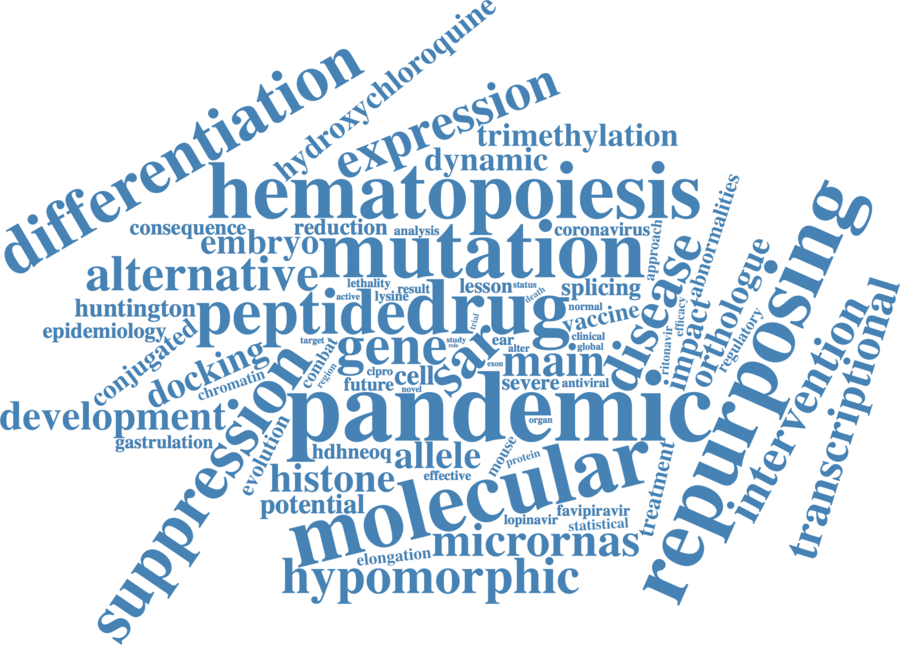 differentiation
hydroxychloroquine
expression
trimethylation
dynamic
hematopoiesis
consequence
reduction
analysis
coronavirus
approach
abnormalities
embryo
mutation
alternative
lethality
result
lesson
status
splicing
disease
impact
orthologue
repurposing
huntington
peptide
active
lysine
drug
death
normal
vaccine
efficacy
epidemiology
conjugated
target
combat
gene
study
role
sar
trial
ear
alter
clinical
global
ritonavir
regulatory
intervention
transcriptional
docking
chromatin
region
clpro
cell
exon
main
future
novel
severe
antiviral
development
gastrulation
suppression
evolution
pandemic
organ
hdhneoq
allele
mouse
protein
histone
effective
molecular
treatment
potential
lopinavir
favipiravir
statistical
elongation
micrornas
hypomorphic